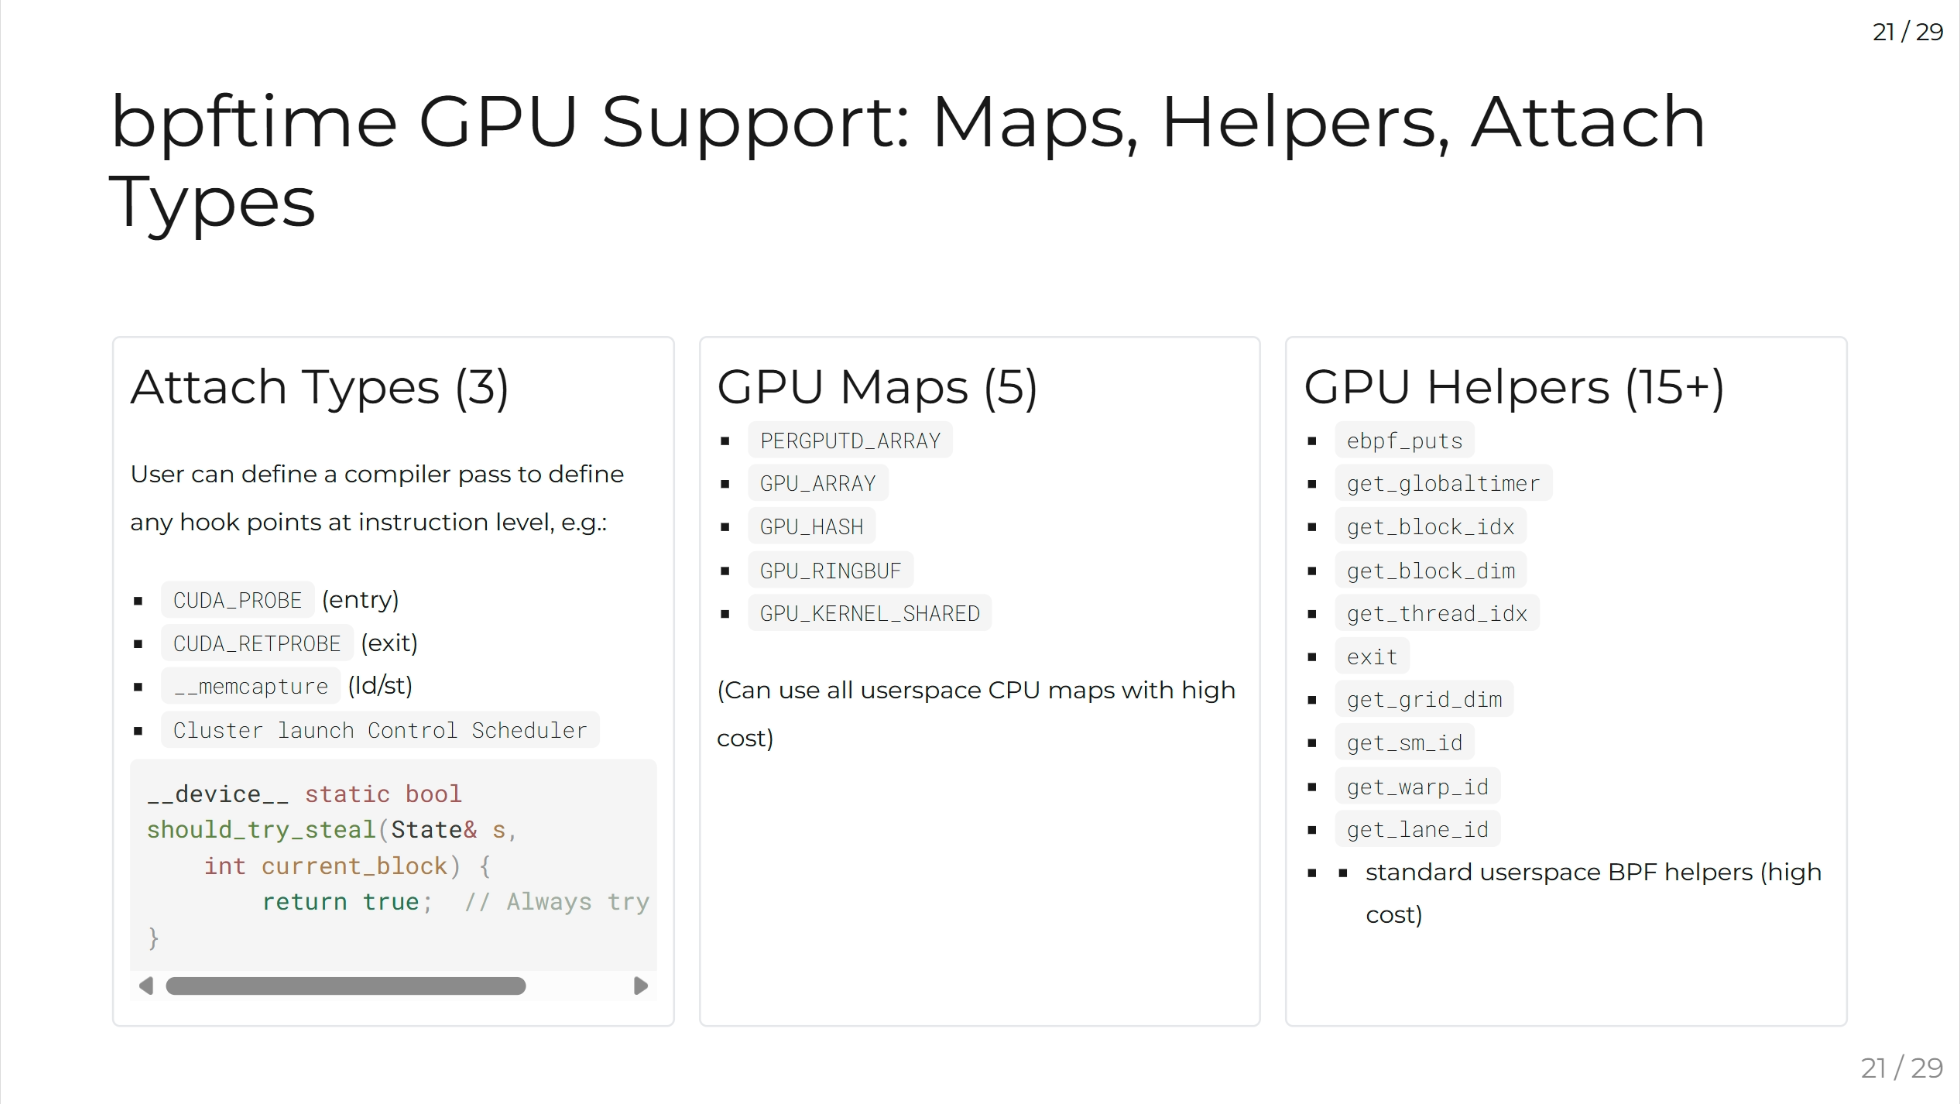 21 / 29
bpftime GPU Support: Maps, Helpers, Attach
Types
Attach Types (3)
User can define a compiler pass to define
any hook points at instruction level, e.g.:
▪ CUDA_PROBE (entry)
▪ CUDA_RETPROBE (exit)
▪ __memcapture (ld/st)
▪ Cluster launch Control Scheduler
__device__ static bool
should_try_steal(State& s,
    int current_block) {
        return true;  // Always try
}
GPU Maps (5)
▪ PERGPUTD_ARRAY
▪ GPU_ARRAY
▪ GPU_HASH
▪ GPU_RINGBUF
▪ GPU_KERNEL_SHARED
(Can use all userspace CPU maps with high
cost)
GPU Helpers (15+)
▪ ebpf_puts
▪ get_globaltimer
▪ get_block_idx
▪ get_block_dim
▪ get_thread_idx
▪ exit
▪ get_grid_dim
▪ get_sm_id
▪ get_warp_id
▪ get_lane_id
▪ ▪ standard userspace BPF helpers (high
cost)
21 / 29